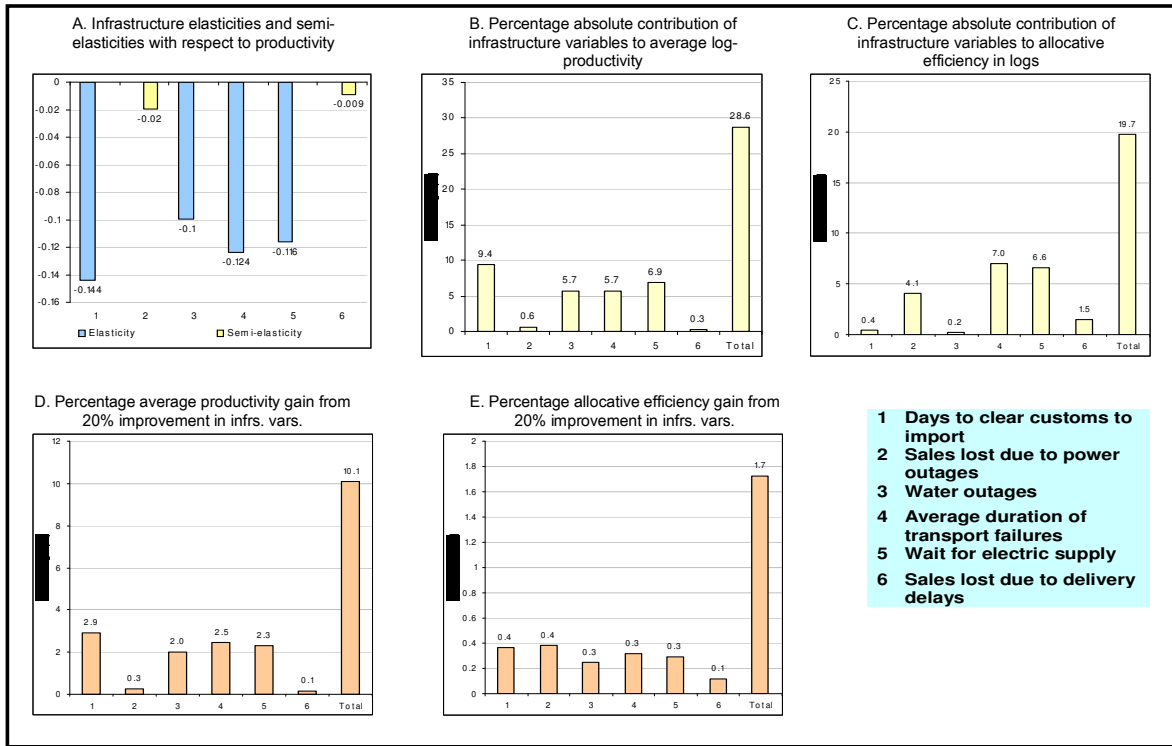 A. Infrastructure elasticities and semi-
elasticities with respect to productivity
0
-0.02
-0.04
-0.06
-0.08
-0.1
-0.12
-0.14
-0.16
-0.144
-0.02
-0.1
-0.124
-0.116
-0.009
1 2 3 4 5 6
Elasticity Semi-elasticity
B. Percentage absolute contribution of
infrastructure variables to average log-
productivity
35
30
25
20
15
10
5
0
9.4
0.6
5.7
5.7
6.9
0.3
28.6
1 2 3 4 5 6 Total
C. Percentage absolute contribution of
infrastructure variables to allocative
efficiency in logs
25
20
15
10
5
0
0.4
4.1
0.2
7.0
6.6
1.5
19.7
1 2 3 4 5 6 Total
D. Percentage average productivity gain from
20% improvement in infrs. vars.
12
10
8
6
4
2
0
2.9
0.3
2.0
2.5
2.3
0.1
10.1
1 2 3 4 5 6 Total
E. Percentage allocative efficiency gain from
20% improvement in infrs. vars.
2
1.8
1.6
1.4
1.2
1
0.8
0.6
0.4
0.2
0
0.4
0.4
0.3
0.3
0.3
0.1
1.7
1 2 3 4 5 6 Total
1 Days to clear customs to
import
2 Sales lost due to power
outages
3 Water outages
4 Average duration of
transport failures
5 Wait for electric supply
6 Sales lost due to delivery
delays